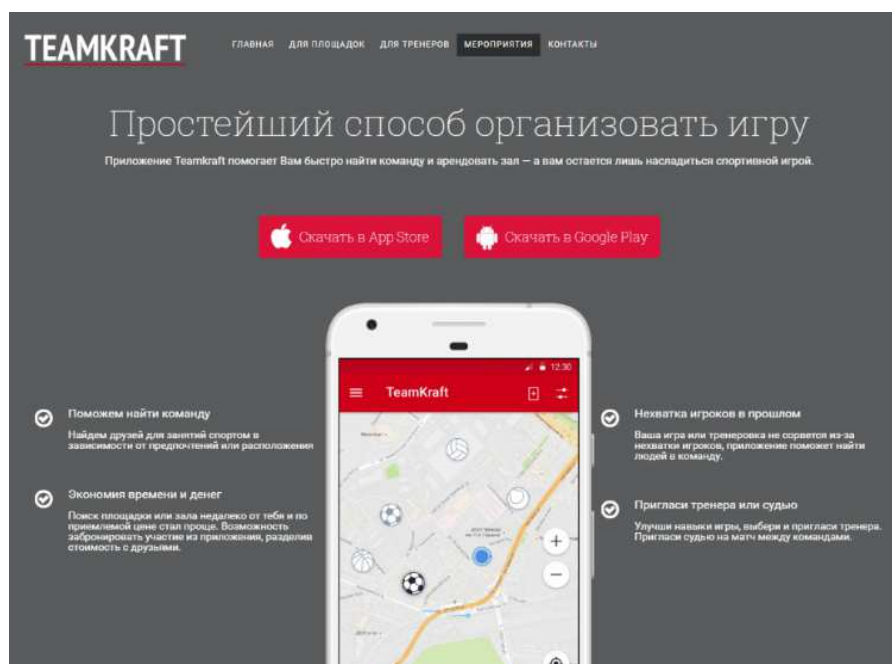 TEAMKRAFT
ГЛАВНАЯ ДЛЯ ПЛОЩАДОК ДЛЯ ТРЕНЕРОВ МЕРОПРИЯТИЯ КОНТАКТЫ
Простейший способ организовать игру
Приложение Teamkraft помогает Вам быстро найти команду и арендовать зал — а вам остается лишь насладиться спортивной игрой.
Скачать в App Store
Скачать в Google Play
12:30
TeamKraft
Поможем найти команду
Найдем друзей для занятий спортом в
зависимости от предпочтений или расположения
Экономия времени и денег
Поиск площадки или зала недалеко от тебя и по
приемлемой цене стал проще. Возможность
забронировать участие из приложения, разделив
стоимость с друзьями.
Нехватка игроков в прошлом
Ваша игра или тренеровка не сорвется из-за
нехватки игроков, приложение поможет найти
людей в команду.
Пригласи тренера или судью
Улучши навыки игры, выбери и пригласи тренера.
Пригласи судью на матч между командами.